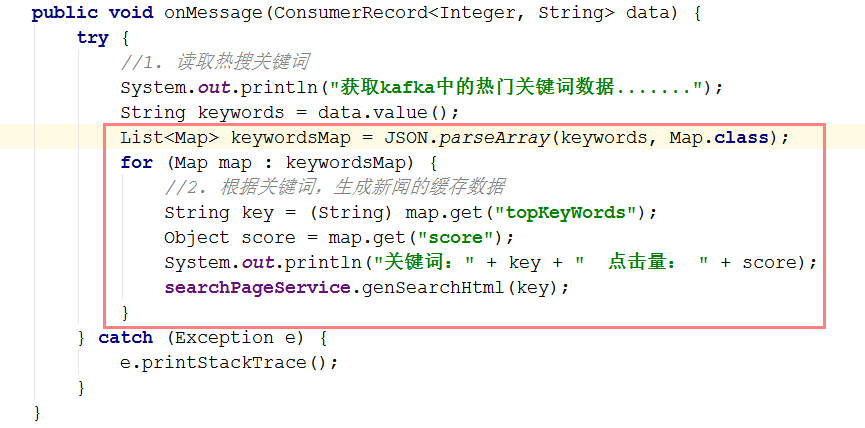 public void onMessage(ConsumerRecord<Integer, String> data) {
    try {
        //1. 读取热搜关键词
        System.out.println("获取kafka中的热门关键词数据.......");
        String keywords = data.value();
        List<Map> keywordsMap = JSON.parseArray(keywords, Map.class);
        for (Map map : keywordsMap) {
            //2. 根据关键词，生成新闻的缓存数据
            String key = (String) map.get("topKeyWords");
            Object score = map.get("score");
            System.out.println("关键词：" + key + "  点击量： " + score);
            searchPageService.genSearchHtml(key);
        }
    } catch (Exception e) {
        e.printStackTrace();
    }
}